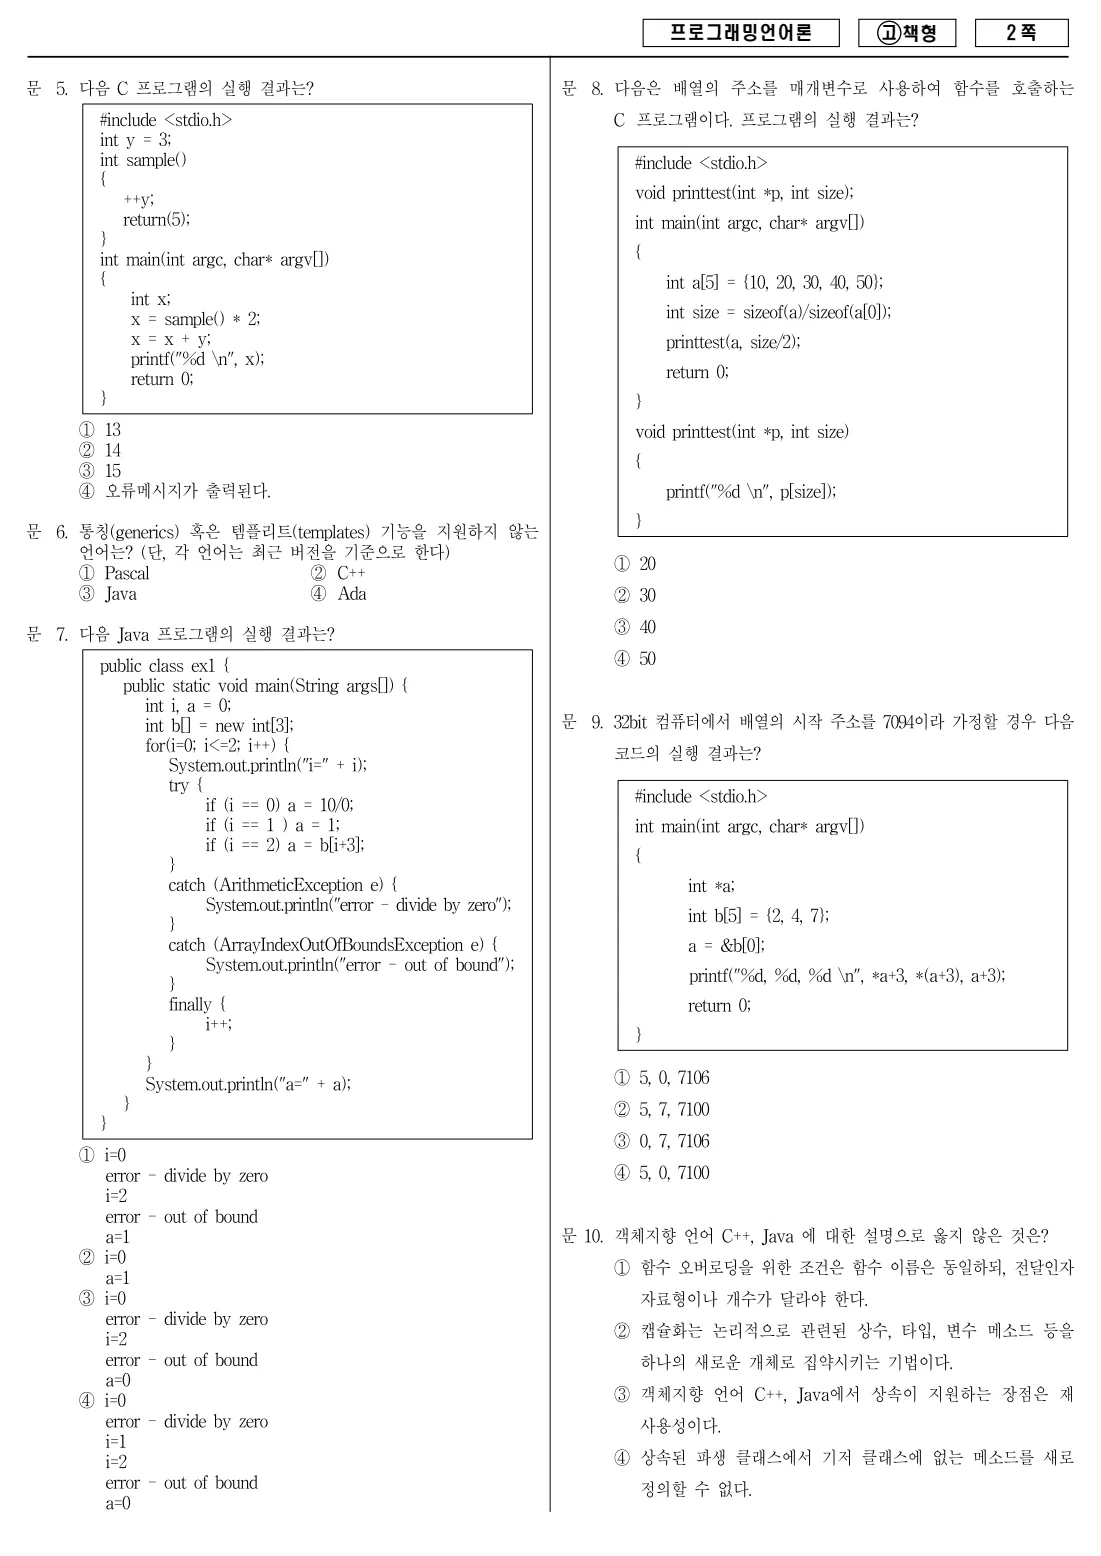 프로그래밍언어론
고책형
2 쪽
문 5. 다음 C 프로그램의 실행 결과는?
#include <stdio.h>
int y = 3;
int sample()
{
++y;
return(5);
}
int main(int argc, char* argv[])
{
int x;
x = sample() * 2;
x = x + y;
printf("%d \n", x);
return 0;
}
① 13
② 14
③ 15
④ 오류메시지가 출력된다.
문 6. 통칭(generics) 혹은 템플리트(templates) 기능을 지원하지 않는
언어는? (단, 각 언어는 최근 버전을 기준으로 한다)
① Pascal ② C++
③ Java ④ Ada
문 7. 다음 Java 프로그램의 실행 결과는?
public class ex1 {
public static void main(String args[]) {
int i, a = 0;
int b[] = new int[3];
for(i=0; i<=2; i++) {
System.out.println("i=" + i);
try {
if (i == 0) a = 10/0;
if (i == 1 ) a = 1;
if (i == 2) a = b[i+3];
}
catch (ArithmeticException e) {
System.out.println("error - divide by zero");
}
catch (ArrayIndexOutOfBoundsException e) {
System.out.println("error - out of bound");
}
finally {
i++;
}
}
System.out.println("a=" + a);
}
}
① i=0
error - divide by zero
i=2
error - out of bound
a=1
② i=0
a=1
③ i=0
error - divide by zero
i=2
error - out of bound
a=0
④ i=0
error - divide by zero
i=1
i=2
error - out of bound
a=0
문 8. 다음은 배열의 주소를 매개변수로 사용하여 함수를 호출하는
C 프로그램이다. 프로그램의 실행 결과는?
#include <stdio.h>
void printtest(int *p, int size);
int main(int argc, char* argv[])
{
int a[5] = {10, 20, 30, 40, 50};
int size = sizeof(a)/sizeof(a[0]);
printtest(a, size/2);
return 0;
}
void printtest(int *p, int size)
{
printf("%d \n", p[size]);
}
① 20
② 30
③ 40
④ 50
문 9. 32bit 컴퓨터에서 배열의 시작 주소를 7094이라 가정할 경우 다음
코드의 실행 결과는?
#include <stdio.h>
int main(int argc, char* argv[])
{
int *a;
int b[5] = {2, 4, 7};
a = &b[0];
printf("%d, %d, %d \n", *a+3, *(a+3), a+3);
return 0;
}
① 5, 0, 7106
② 5, 7, 7100
③ 0, 7, 7106
④ 5, 0, 7100
문 10. 객체지향 언어 C++, Java 에 대한 설명으로 옳지 않은 것은?
① 함수 오버로딩을 위한 조건은 함수 이름은 동일하되, 전달인자
자료형이나 개수가 달라야 한다.
② 캡슐화는 논리적으로 관련된 상수, 타입, 변수 메소드 등을
하나의 새로운 개체로 집약시키는 기법이다.
③ 객체지향 언어 C++, Java에서 상속이 지원하는 장점은 재
사용성이다.
④ 상속된 파생 클래스에서 기저 클래스에 없는 메소드를 새로
정의할 수 없다.